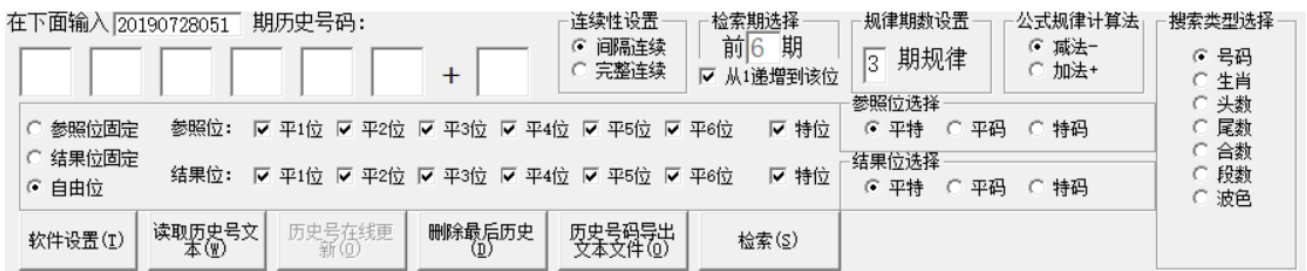 在下面输入 20190728051 期历史号码:
+
连续性设置
间隔连续
完整连续
检索期选择
前 6 期
从1递增到该位
规律期数设置
3 期规律
公式规律计算法
减法-
加法+
搜索类型选择
号码
生肖
头数
尾数
合数
段数
波色
参照位固定
结果位固定
自由位
参照位: 平1位 平2位 平3位 平4位 平5位 平6位 特位
结果位: 平1位 平2位 平3位 平4位 平5位 平6位 特位
参照位选择
平特 平码 特码
结果位选择
平特 平码 特码
软件设置(T)
读取历史号文
本(W)
历史号在线更
新(O)
删除最后历史
(D)
历史号码导出
文本文件(O)
检索(S)